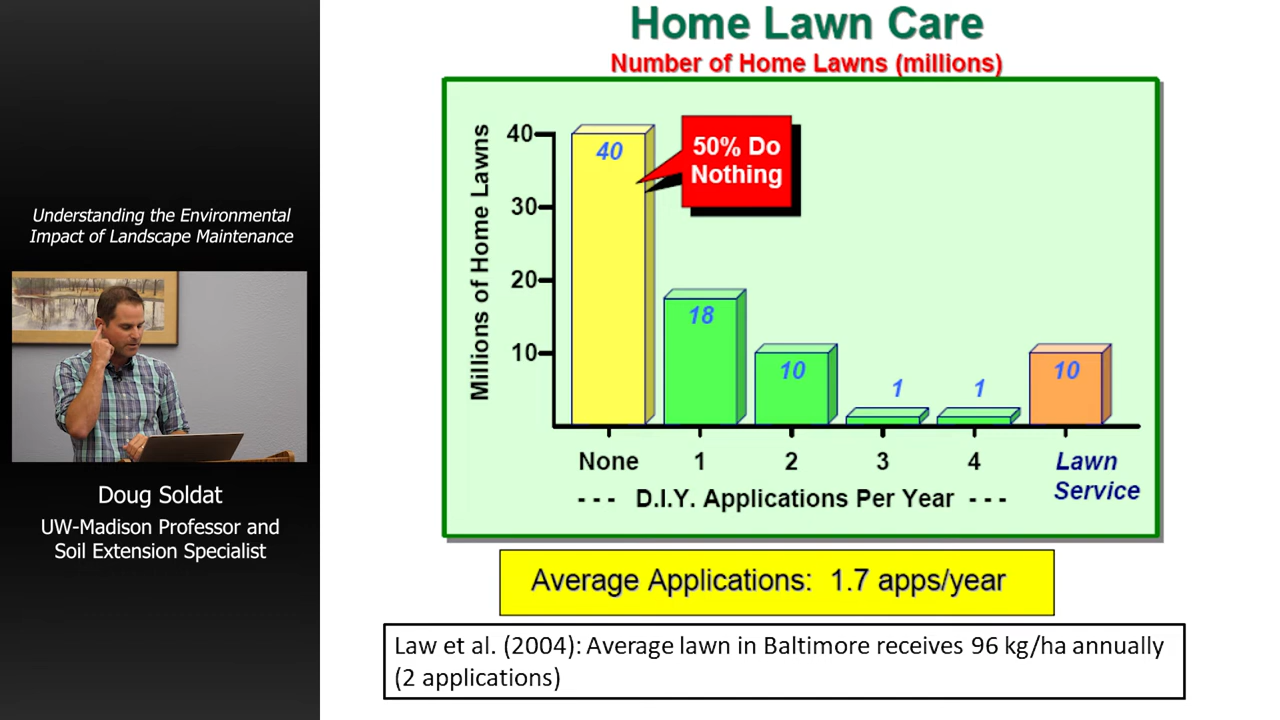 Understanding the Environmental
Impact of Landscape Maintenance
Doug Soldat
UW-Madison Professor and
Soil Extension Specialist
Home Lawn Care
Number of Home Lawns (millions)
Millions of Home Lawns
40
30
20
10
40
50% Do
Nothing
18
10
1
1
10
None 1 2 3 4 Lawn
Service
- - - D.I.Y. Applications Per Year - - -
Average Applications: 1.7 apps/year
Law et al. (2004): Average lawn in Baltimore receives 96 kg/ha annually
(2 applications)